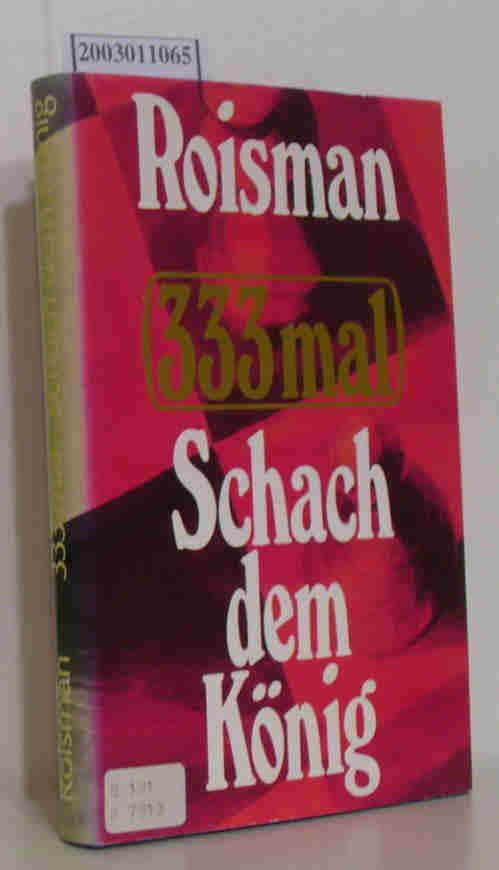 2003011065
Roisman
333mal
Schach
dem
König
Roisman
333